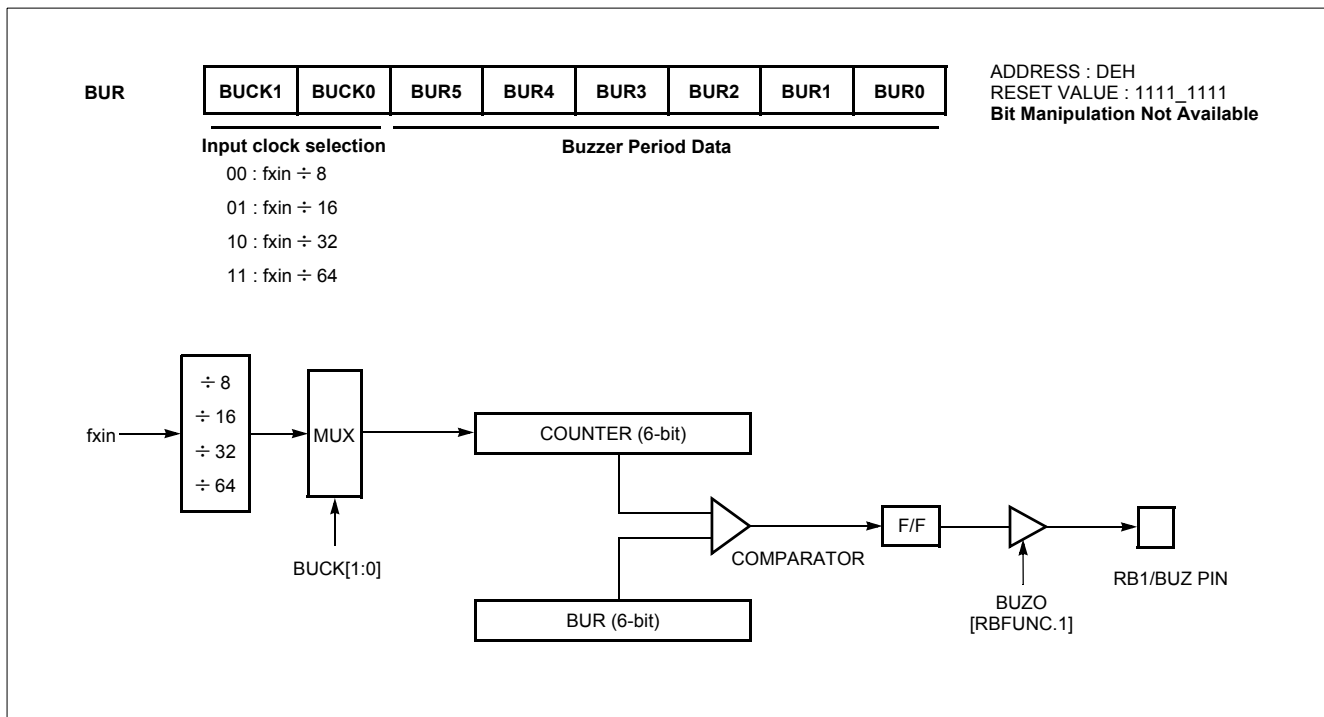 BUR
BUCK1 BUCK0 BUR5 BUR4 BUR3 BUR2 BUR1 BUR0
ADDRESS : DEH
RESET VALUE : 1111_1111
Bit Manipulation Not Available
Input clock selection
Buzzer Period Data
00 : fxin ÷ 8
01 : fxin ÷ 16
10 : fxin ÷ 32
11 : fxin ÷ 64
fxin
÷ 8
÷ 16
÷ 32
÷ 64
MUX
BUCK[1:0]
COUNTER (6-bit)
BUR (6-bit)
COMPARATOR
F/F
BUZO
[RBFUNC.1]
RB1/BUZ PIN